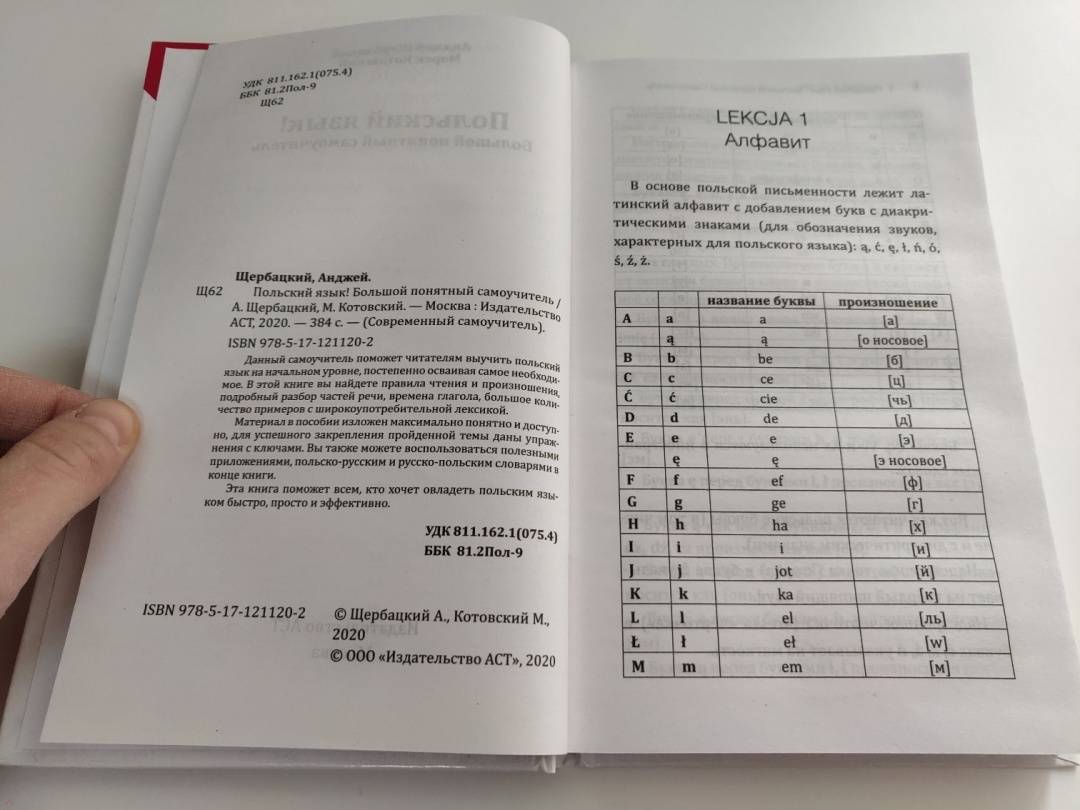 УДК 811.162.1(075.4)
ББК 81.2Пол-9
Щ62
Щербацкий, Анджей.
Щ62 Польский язык! Большой понятный самоучитель /
А. Щербацкий, М. Котовский. — Москва : Издательство
АСТ, 2020. — 384 с. — (Современный самоучитель).
ISBN 978-5-17-121120-2
Данный самоучитель поможет читателям выучить польский
язык на начальном уровне, постепенно осваивая самое необходи-
мое. В этой книге вы найдете правила чтения и произношения,
подробный разбор частей речи, времена глагола, большое коли-
чество примеров с широкоупотребительной лексикой.
Материал в пособии изложен максимально понятно и доступ-
но, для успешного закрепления пройденной темы даны упраж-
нения с ключами. Вы также можете воспользоваться полезными
приложениями, польско-русским и русско-польским словарями в
конце книги.
Эта книга поможет всем, кто хочет овладеть польским язы-
ком быстро, просто и эффективно.
УДК 811.162.1(075.4)
ББК 81.2Пол-9
ISBN 978-5-17-121120-2
© Щербацкий А., Котовский М.,
2020
© ООО «Издательство АСТ», 2020
LEKCJA 1
Алфавит
В основе польской письменности лежит ла-
тинский алфавит с добавлением букв с диакри-
тическими знаками (для обозначения звуков,
характерных для польского языка): ą, ć, ę, ł, ń, ó,
ś, ź, ż.
название буквы произношение
A a a [а]
ą ą [о носовое]
B b be [б]
C c ce [ц]
Ć ć cie [чь]
D d de [д]
E e e [э]
ę ę [э носовое]
F f ef [ф]
G g ge [г]
H h ha [х]
I i i [и]
J j jot [й]
K k ka [к]
L l el [ль]
Ł ł eł [w]
M m em [м]